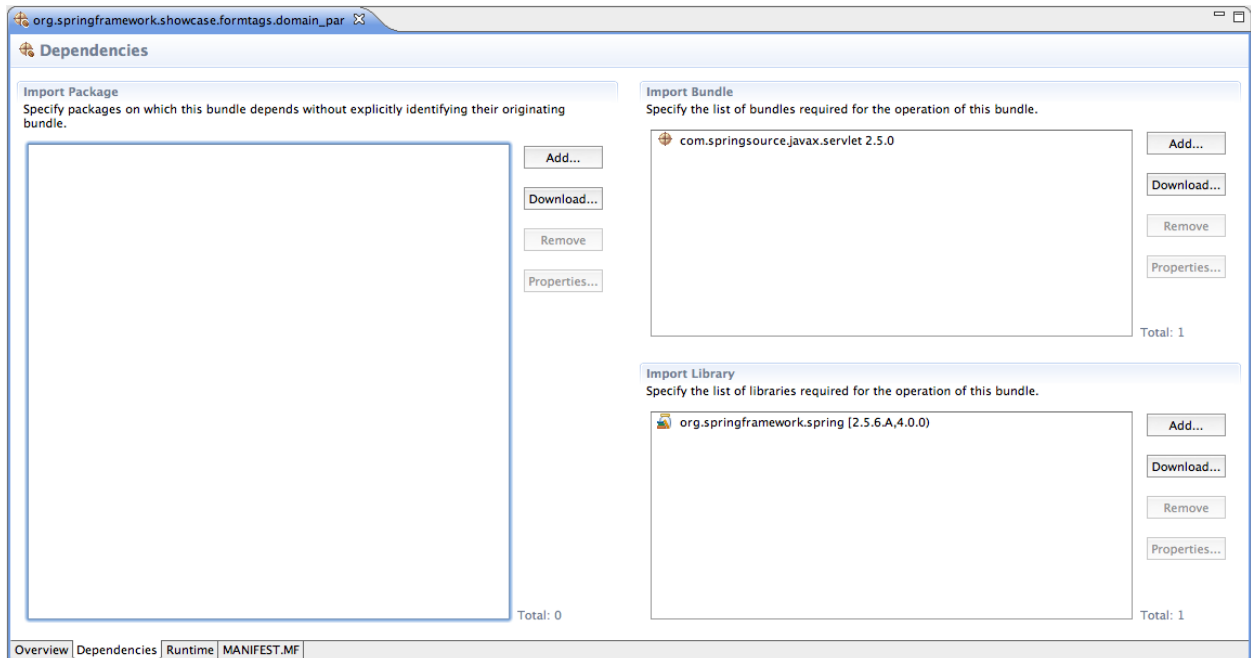 org.springframework.showcase.formtags.domain_par
Dependencies
Import Package
Specify packages on which this bundle depends without explicitly identifying their originating
bundle.
Add...
Download...
Remove
Properties...
Total: 0
Import Bundle
Specify the list of bundles required for the operation of this bundle.
com.springsource.javax.servlet 2.5.0
Add...
Download...
Remove
Properties...
Total: 1
Import Library
Specify the list of libraries required for the operation of this bundle.
org.springframework.spring [2.5.6.A,4.0.0)
Add...
Download...
Remove
Properties...
Total: 1
Overview Dependencies Runtime MANIFEST.MF